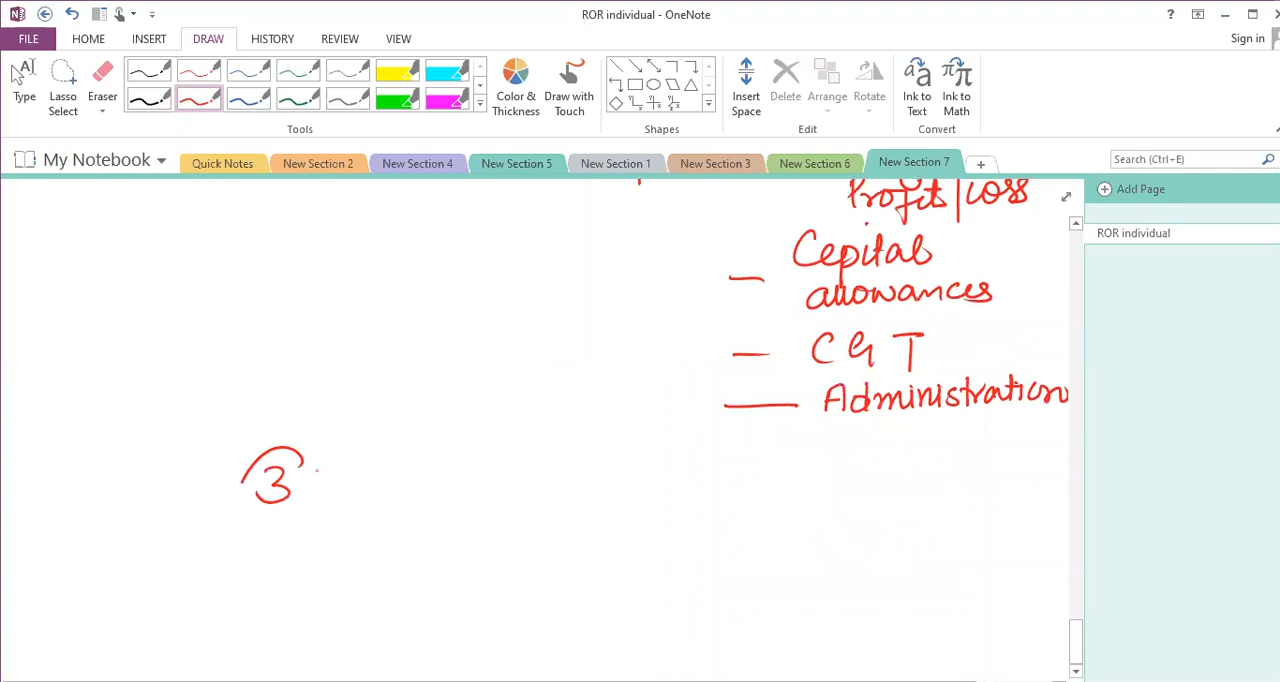 ROR individual - OneNote
?
Sign in
FILE HOME INSERT DRAW HISTORY REVIEW VIEW
Type Lasso Select Eraser
Color & Thickness Draw with Touch
Insert Space Delete Arrange Rotate Ink to Text Ink to Math
Tools Shapes Edit Convert
My Notebook Quick Notes New Section 2 New Section 4 New Section 5 New Section 1 New Section 3 New Section 6 New Section 7 +
Search (Ctrl+E)
Add Page
ROR individual
Profit/Loss
— Cepital
allowances
— CGT
— Administration
3